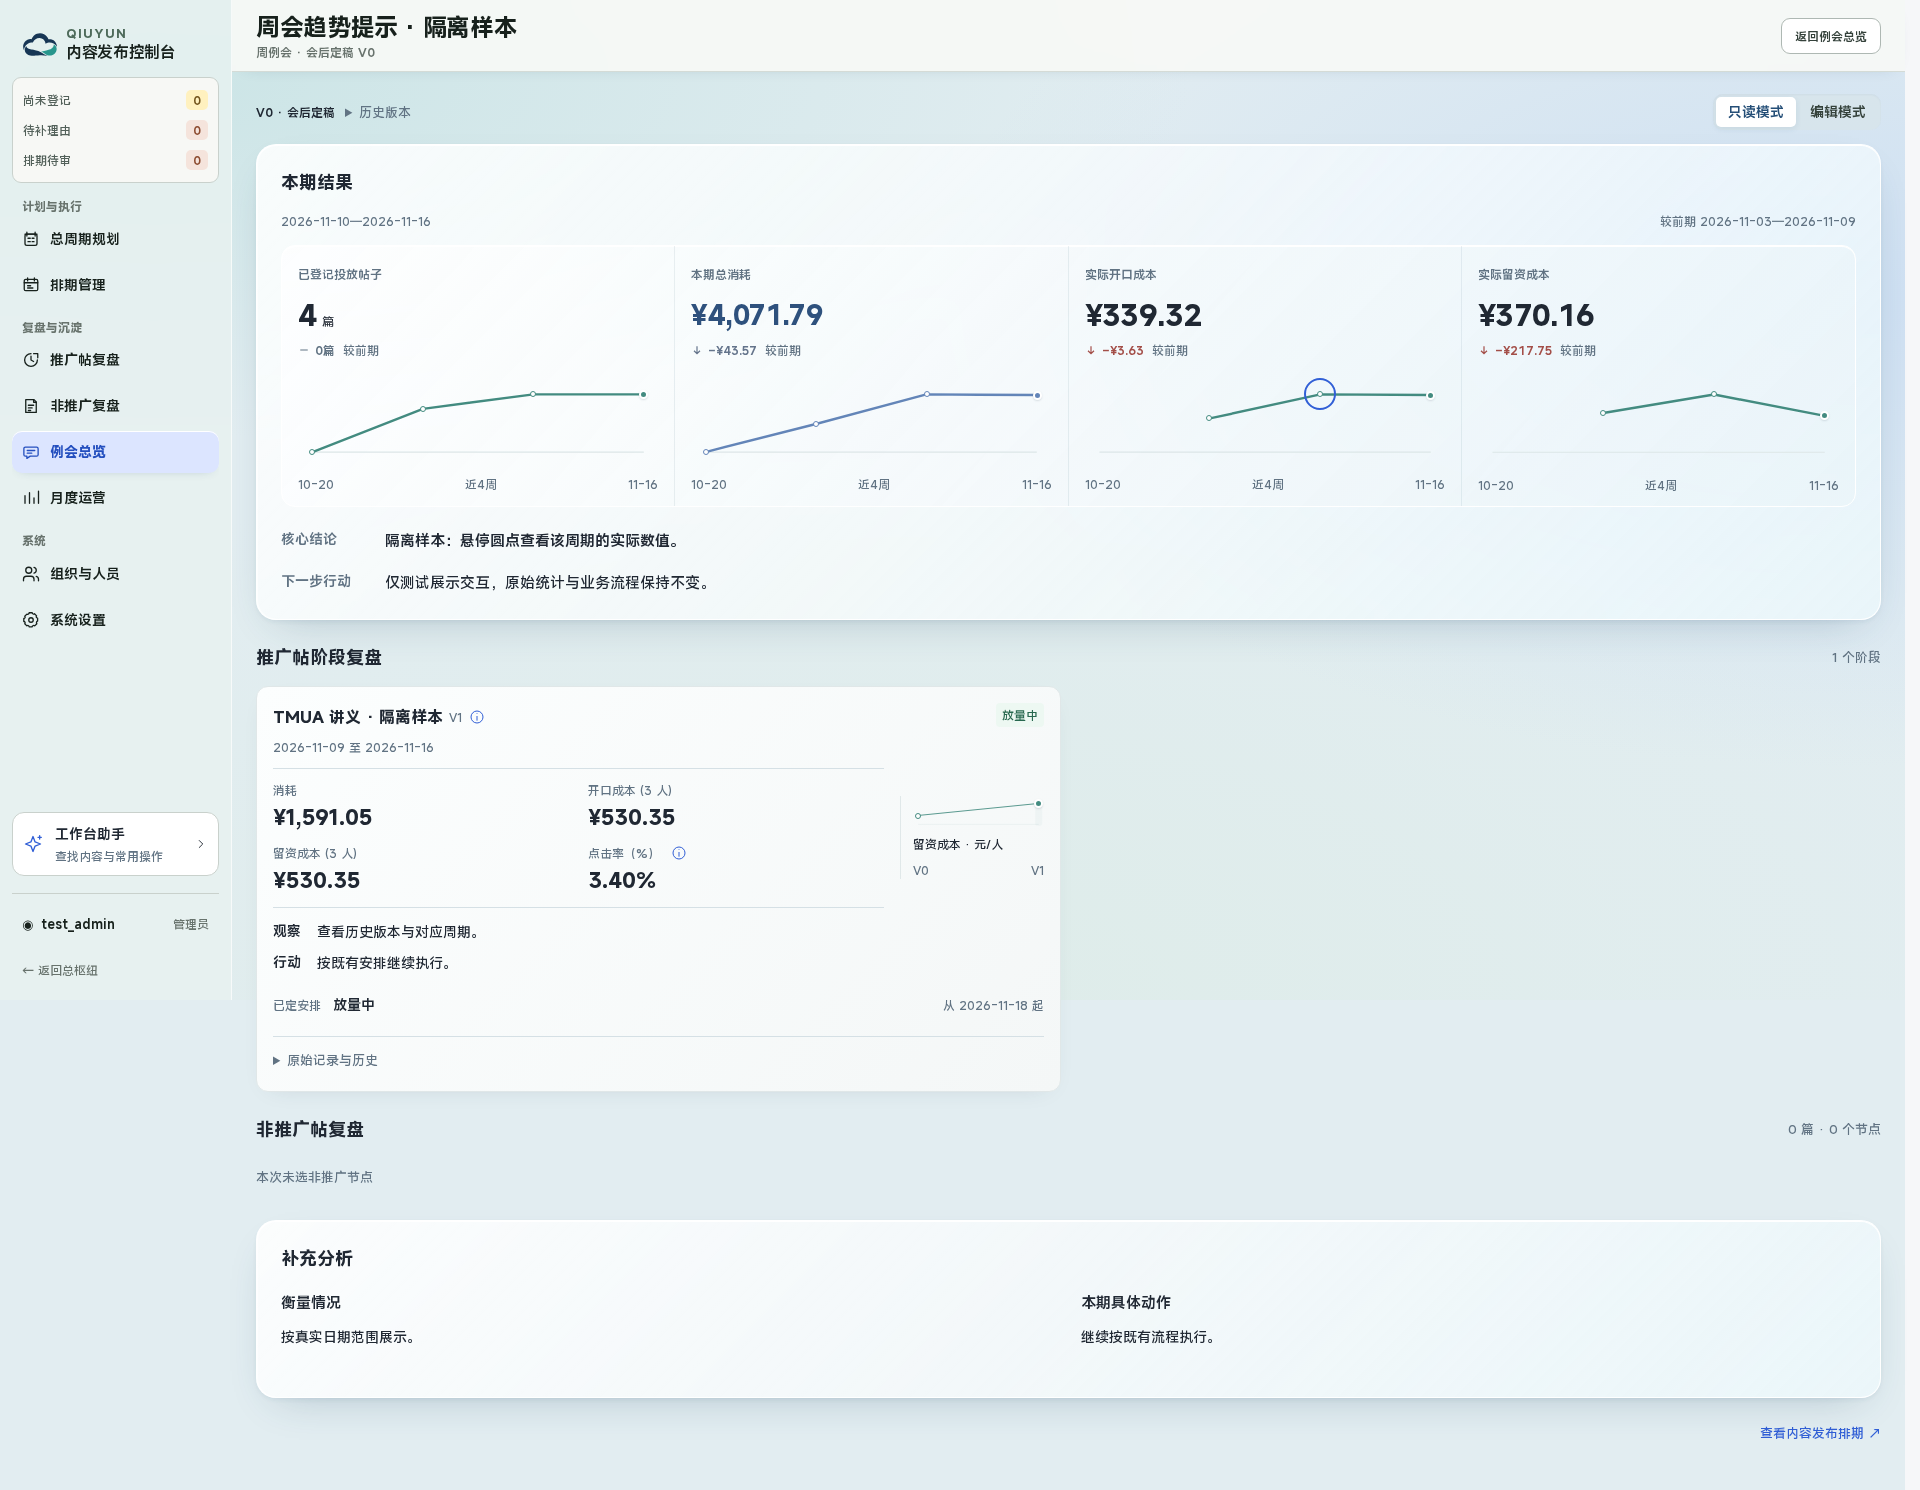 QIUYUN
内容发布控制台
尚未登记 0
待补理由 0
排期待审 0
计划与执行
总周期规划
排期管理
复盘与沉淀
推广帖复盘
非推广复盘
例会总览
月度运营
系统
组织与人员
系统设置
工作台助手
查找内容与常用操作
test_admin 管理员
← 返回总枢纽
周会趋势提示 · 隔离样本
周例会 · 会后定稿 V0
返回例会总览
V0 · 会后定稿 ▶ 历史版本
只读模式 编辑模式
本期结果
2026-11-10—2026-11-16 较前期 2026-11-03—2026-11-09
已登记投放帖子
4 篇
— 0篇 较前期
10-20 近4周 11-16
本期总消耗
¥4,071.79
↓ -¥43.57 较前期
10-20 近4周 11-16
实际开口成本
¥339.32
↓ -¥3.63 较前期
10-20 近4周 11-16
实际留资成本
¥370.16
↓ -¥217.75 较前期
10-20 近4周 11-16
核心结论 隔离样本：悬停圆点查看该周期的实际数值。
下一步行动 仅测试展示交互，原始统计与业务流程保持不变。
推广帖阶段复盘 1 个阶段
TMUA 讲义 · 隔离样本 V1 放量中
2026-11-09 至 2026-11-16
消耗
¥1,591.05
开口成本 (3 人)
¥530.35
留资成本 (3 人)
¥530.35
点击率（%）
3.40%
留资成本 · 元/人
V0 V1
观察 查看历史版本与对应周期。
行动 按既有安排继续执行。
已定安排 放量中 从 2026-11-18 起
▶ 原始记录与历史
非推广帖复盘 0 篇 · 0 个节点
本次未选非推广节点
补充分析
衡量情况
按真实日期范围展示。
本期具体动作
继续按既有流程执行。
查看内容发布排期 ↗